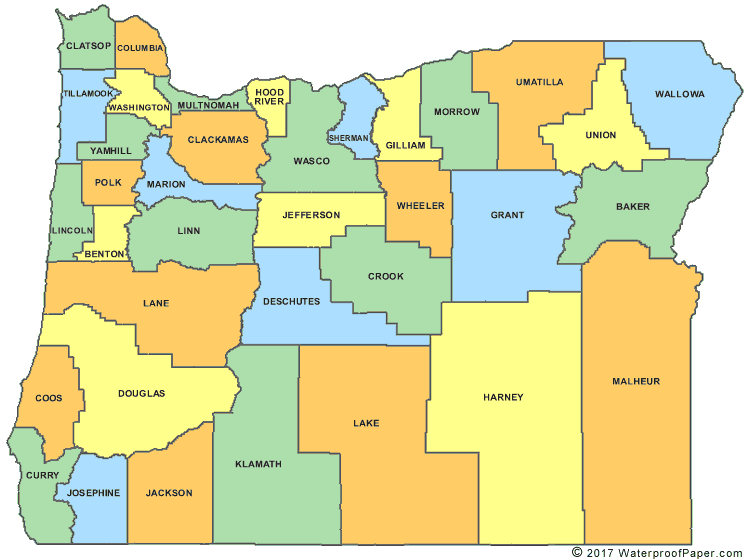 CLATSOP
COLUMBIA
TILLAMOOK
WASHINGTON
MULTNOMAH
HOOD
RIVER
SHERMAN
GILLIAM
MORROW
UMATILLA
UNION
WALLOWA
YAMHILL
CLACKAMAS
WASCO
POLK
MARION
WHEELER
GRANT
BAKER
LINCOLN
BENTON
LINN
JEFFERSON
CROOK
LANE
DESCHUTES
COOS
DOUGLAS
HARNEY
MALHEUR
LAKE
KLAMATH
CURRY
JOSEPHINE
JACKSON
© 2017 WaterproofPaper.com